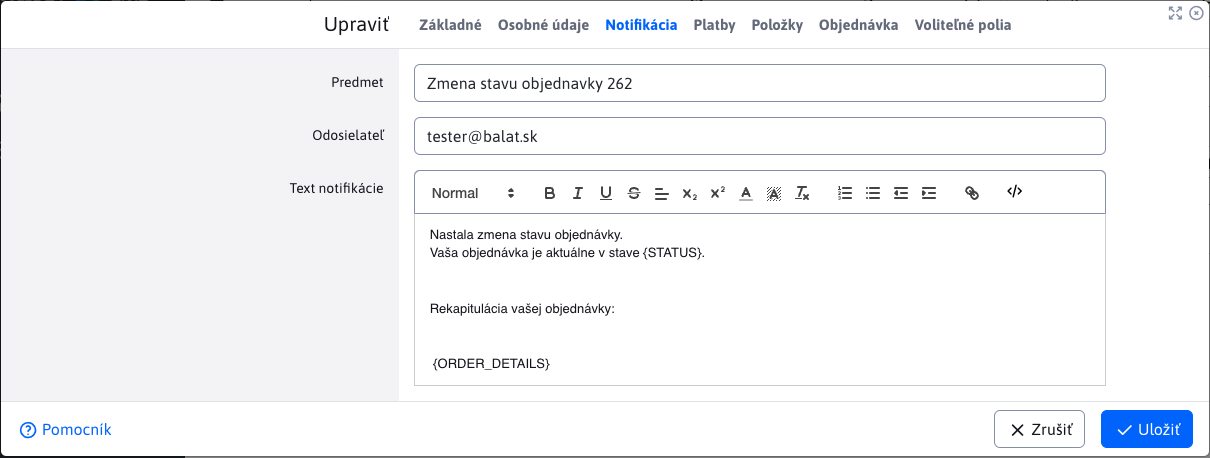 Upraviť Základné Osobné údaje Notifikácia Platby Položky Objednávka Voliteľné polia
Predmet Zmena stavu objednavky 262
Odosielateľ tester@balat.sk
Text notifikácie Normal
Nastala zmena stavu objednávky.
Vaša objednávka je aktuálne v stave {STATUS}.
Rekapitulácia vašej objednávky:
{ORDER_DETAILS}
Pomocník Zrušiť Uložiť